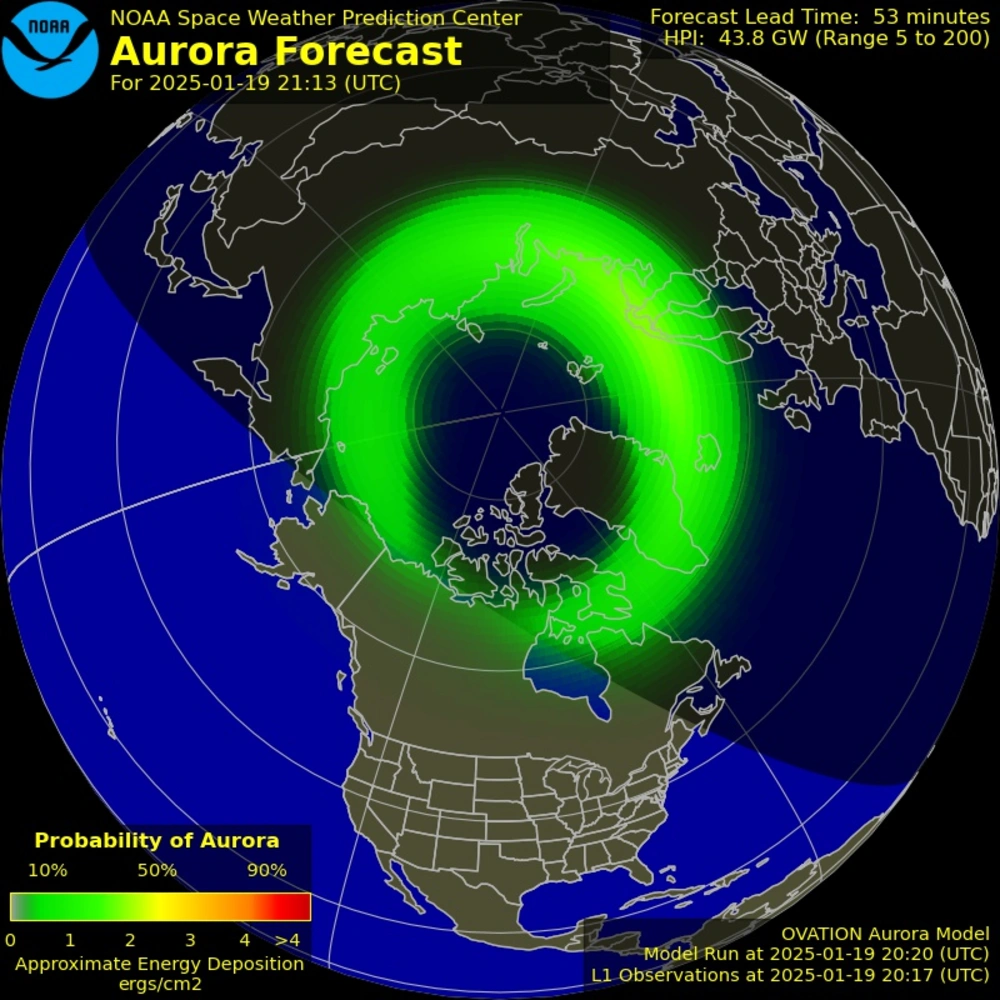 NOAA
NOAA Space Weather Prediction Center
Aurora Forecast
For 2025-01-19 21:13 (UTC)
Forecast Lead Time: 53 minutes
HPI: 43.8 GW (Range 5 to 200)
Probability of Aurora
10% 50% 90%
0 1 2 3 4 >4
Approximate Energy Deposition
ergs/cm2
OVATION Aurora Model
Model Run at 2025-01-19 20:20 (UTC)
L1 Observations at 2025-01-19 20:17 (UTC)